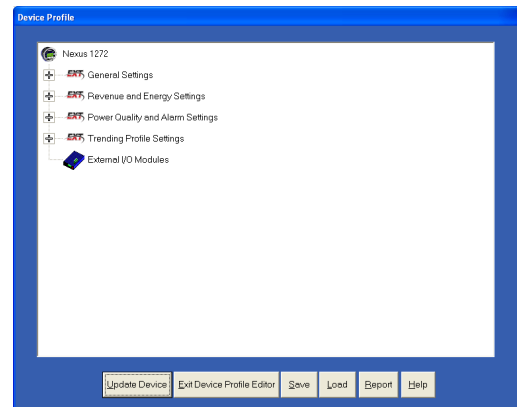 Device Profile
Nexus 1272
EXT General Settings
EXT Revenue and Energy Settings
EXT Power Quality and Alarm Settings
EXT Trending Profile Settings
External I/O Modules
Update Device Exit Device Profile Editor Save Load Report Help